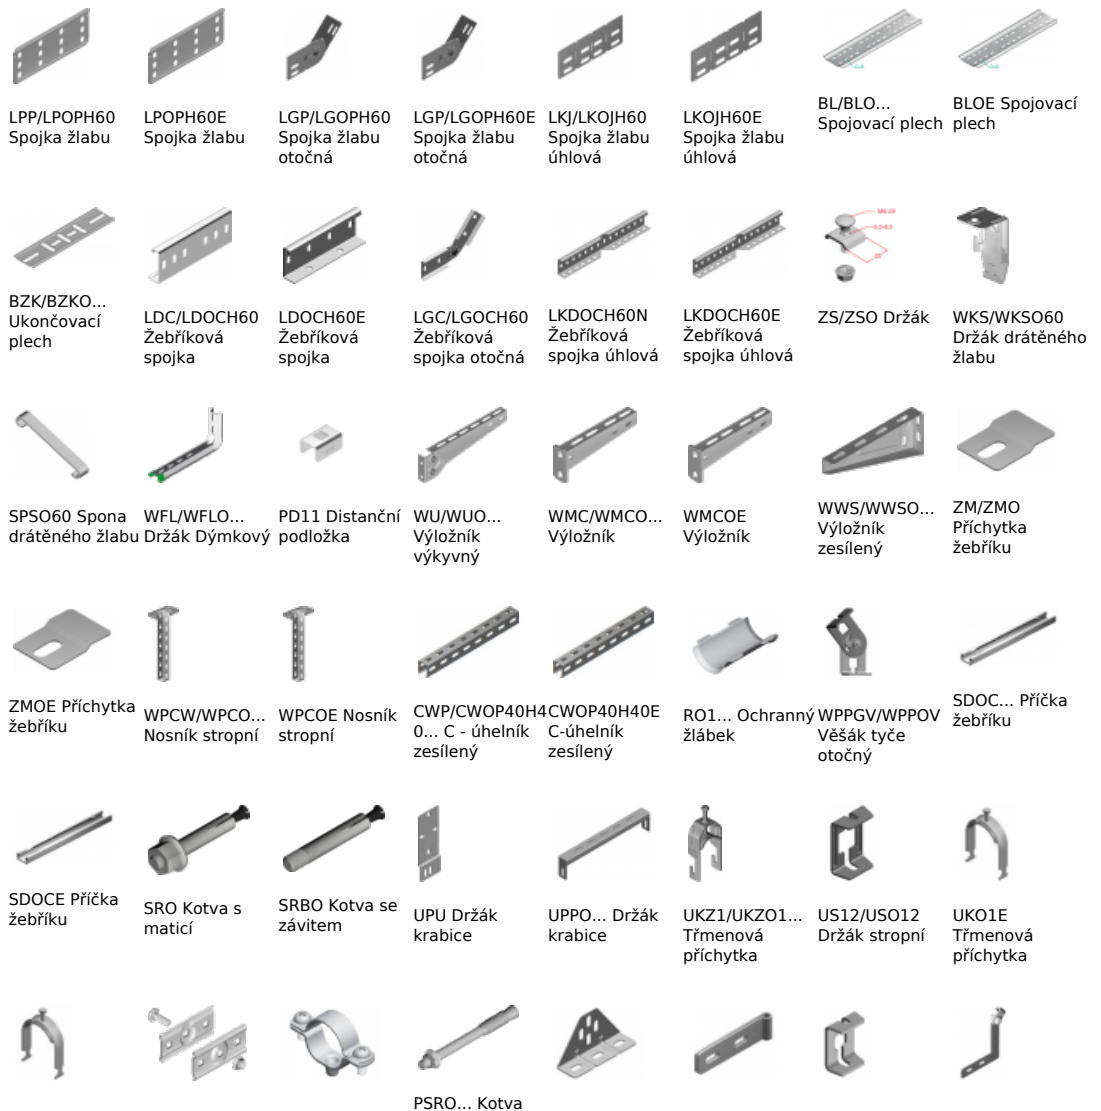 LPP/LPOPH60
Spojka žlabu
LPOPH60E
Spojka žlabu
LGP/LGOPH60
Spojka žlabu
otočná
LGP/LGOPH60E
Spojka žlabu
otočná
LKJ/LKOJH60
Spojka žlabu
úhlová
LKOJH60E
Spojka žlabu
úhlová
BL/BLO...
Spojovací plech
BLOE Spojovací
plech
BZK/BZKO...
Ukončovací
plech
LDC/LDOCH60
Žebříková
spojka
LDOCH60E
Žebříková
spojka
LGC/LGOCH60
Žebříková
spojka otočná
LKDOCH60N
Žebříková
spojka úhlová
LKDOCH60E
Žebříková
spojka úhlová
ZS/ZSO Držák
WKS/WKSO60
Držák drátěného
žlabu
SPSO60 Spona
drátěného žlabu
WFL/WFLO...
Držák Dýmkový
PD11 Distanční
podložka
WU/WUO...
Výložník
výkyvný
WMC/WMCO...
Výložník
WMCOE
Výložník
WWS/WWSO...
Výložník
zesílený
ZM/ZMO
Příchytka
žebříku
ZMOE Příchytka
žebříku
WPCW/WPCO...
Nosník stropní
WPCOE Nosník
stropní
CWP/CWOP40H4
0... C - úhelník
zesílený
CWOP40H40E
C-úhelník
zesílený
RO1... Ochranný
žlábek
WPPGV/WPPOV
Věšák tyče
otočný
SDOC... Příčka
žebříku
SDOCE Příčka
žebříku
SRO Kotva s
maticí
SRBO Kotva se
závitem
UPU Držák
krabice
UPPO... Držák
krabice
UKZ1/UKZO1...
Třmenová
příchytka
US12/USO12
Držák stropní
UKO1E
Třmenová
příchytka
PSRO... Kotva